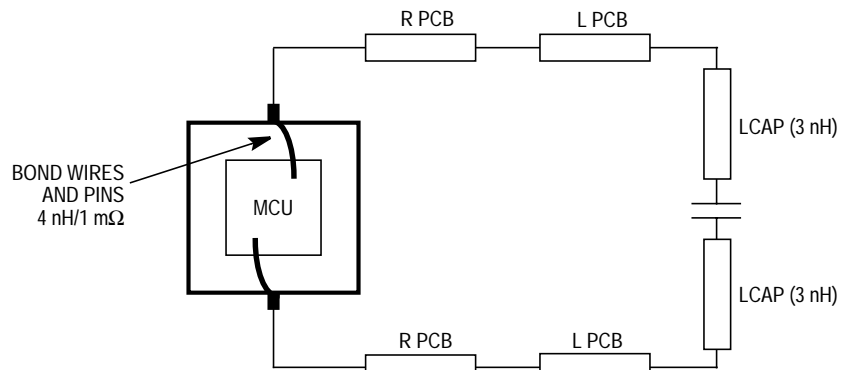 R PCB
L PCB
LCAP (3 nH)
BOND WIRES
AND PINS
4 nH/1 mΩ
MCU
LCAP (3 nH)
R PCB
L PCB